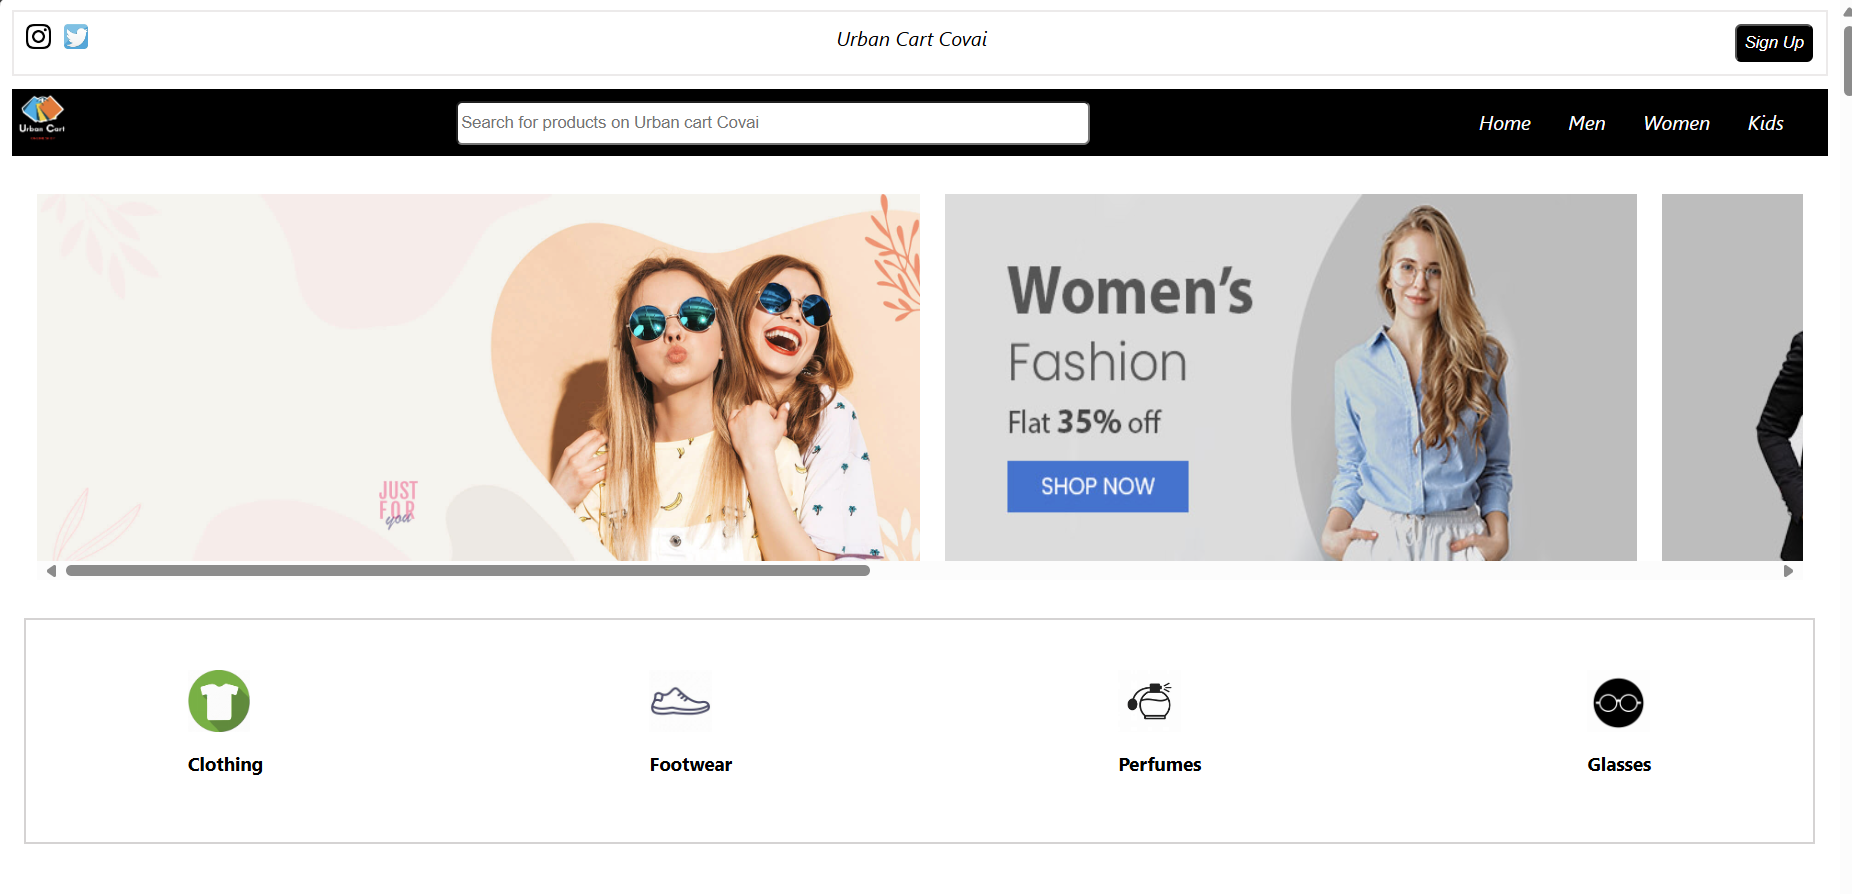 Urban Cart Covai
Sign Up
Urban Cart
Search for products on Urban cart Covai
Home Men Women Kids
JUST
FOR
you
Women's
Fashion
Flat 35% off
SHOP NOW
Clothing
Footwear
Perfumes
Glasses